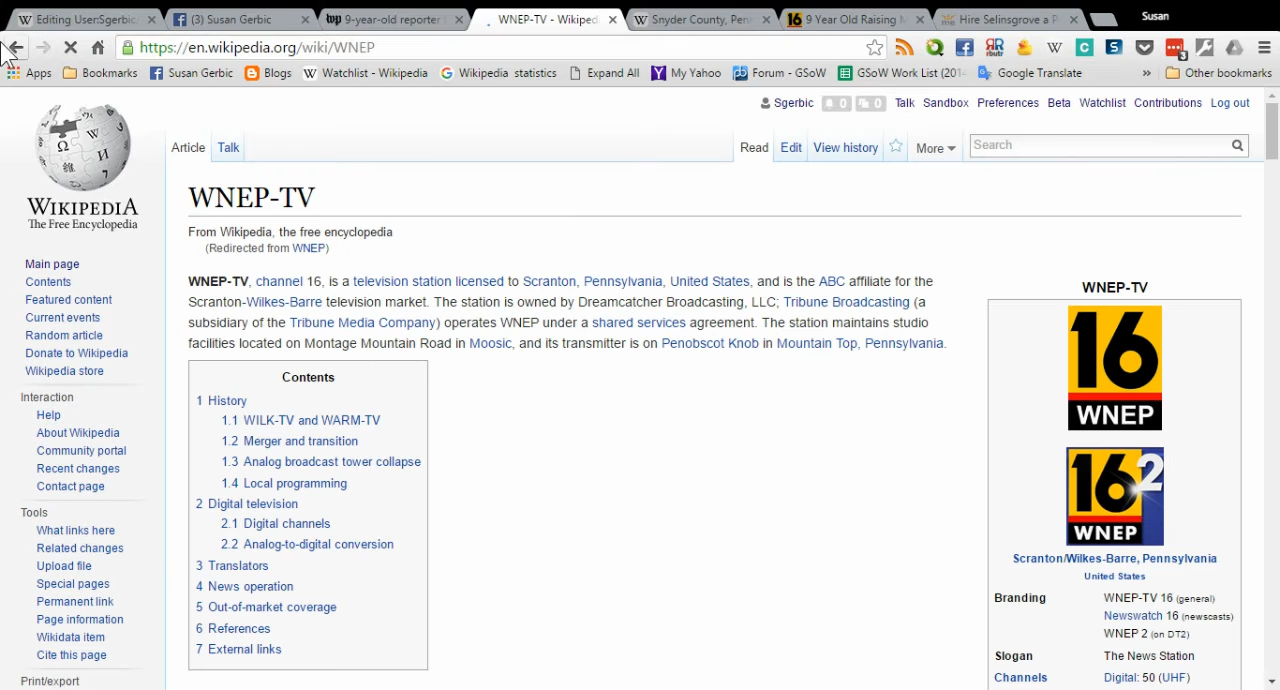 Editing User:Sgerbic
(3) Susan Gerbic
9-year-old reporter
WNEP-TV - Wikiped
Snyder County, Penn
9 Year Old Raising M
Hire Selinsgrove a P
Susan
https://en.wikipedia.org/wiki/WNEP
Apps
Bookmarks
Susan Gerbic
Blogs
Watchlist - Wikipedia
Wikipedia statistics
Expand All
My Yahoo
Forum - GSoW
GSoW Work List (201
Google Translate
»
Other bookmarks
Sgerbic 0 0 Talk Sandbox Preferences Beta Watchlist Contributions Log out
Article Talk
Read Edit View history More
Search
WIKIPEDIA
The Free Encyclopedia
Main page
Contents
Featured content
Current events
Random article
Donate to Wikipedia
Wikipedia store
Interaction
Help
About Wikipedia
Community portal
Recent changes
Contact page
Tools
What links here
Related changes
Upload file
Special pages
Permanent link
Page information
Wikidata item
Cite this page
Print/export
WNEP-TV
From Wikipedia, the free encyclopedia
(Redirected from WNEP)
WNEP-TV, channel 16, is a television station licensed to Scranton, Pennsylvania, United States, and is the ABC affiliate for the
Scranton-Wilkes-Barre television market. The station is owned by Dreamcatcher Broadcasting, LLC; Tribune Broadcasting (a
subsidiary of the Tribune Media Company) operates WNEP under a shared services agreement. The station maintains studio
facilities located on Montage Mountain Road in Moosic, and its transmitter is on Penobscot Knob in Mountain Top, Pennsylvania.
Contents
1 History
1.1 WILK-TV and WARM-TV
1.2 Merger and transition
1.3 Analog broadcast tower collapse
1.4 Local programming
2 Digital television
2.1 Digital channels
2.2 Analog-to-digital conversion
3 Translators
4 News operation
5 Out-of-market coverage
6 References
7 External links
WNEP-TV
16
WNEP
16 2
WNEP
Scranton/Wilkes-Barre, Pennsylvania
United States
Branding WNEP-TV 16 (general)
Newswatch 16 (newscasts)
WNEP 2 (on DT2)
Slogan The News Station
Channels Digital: 50 (UHF)